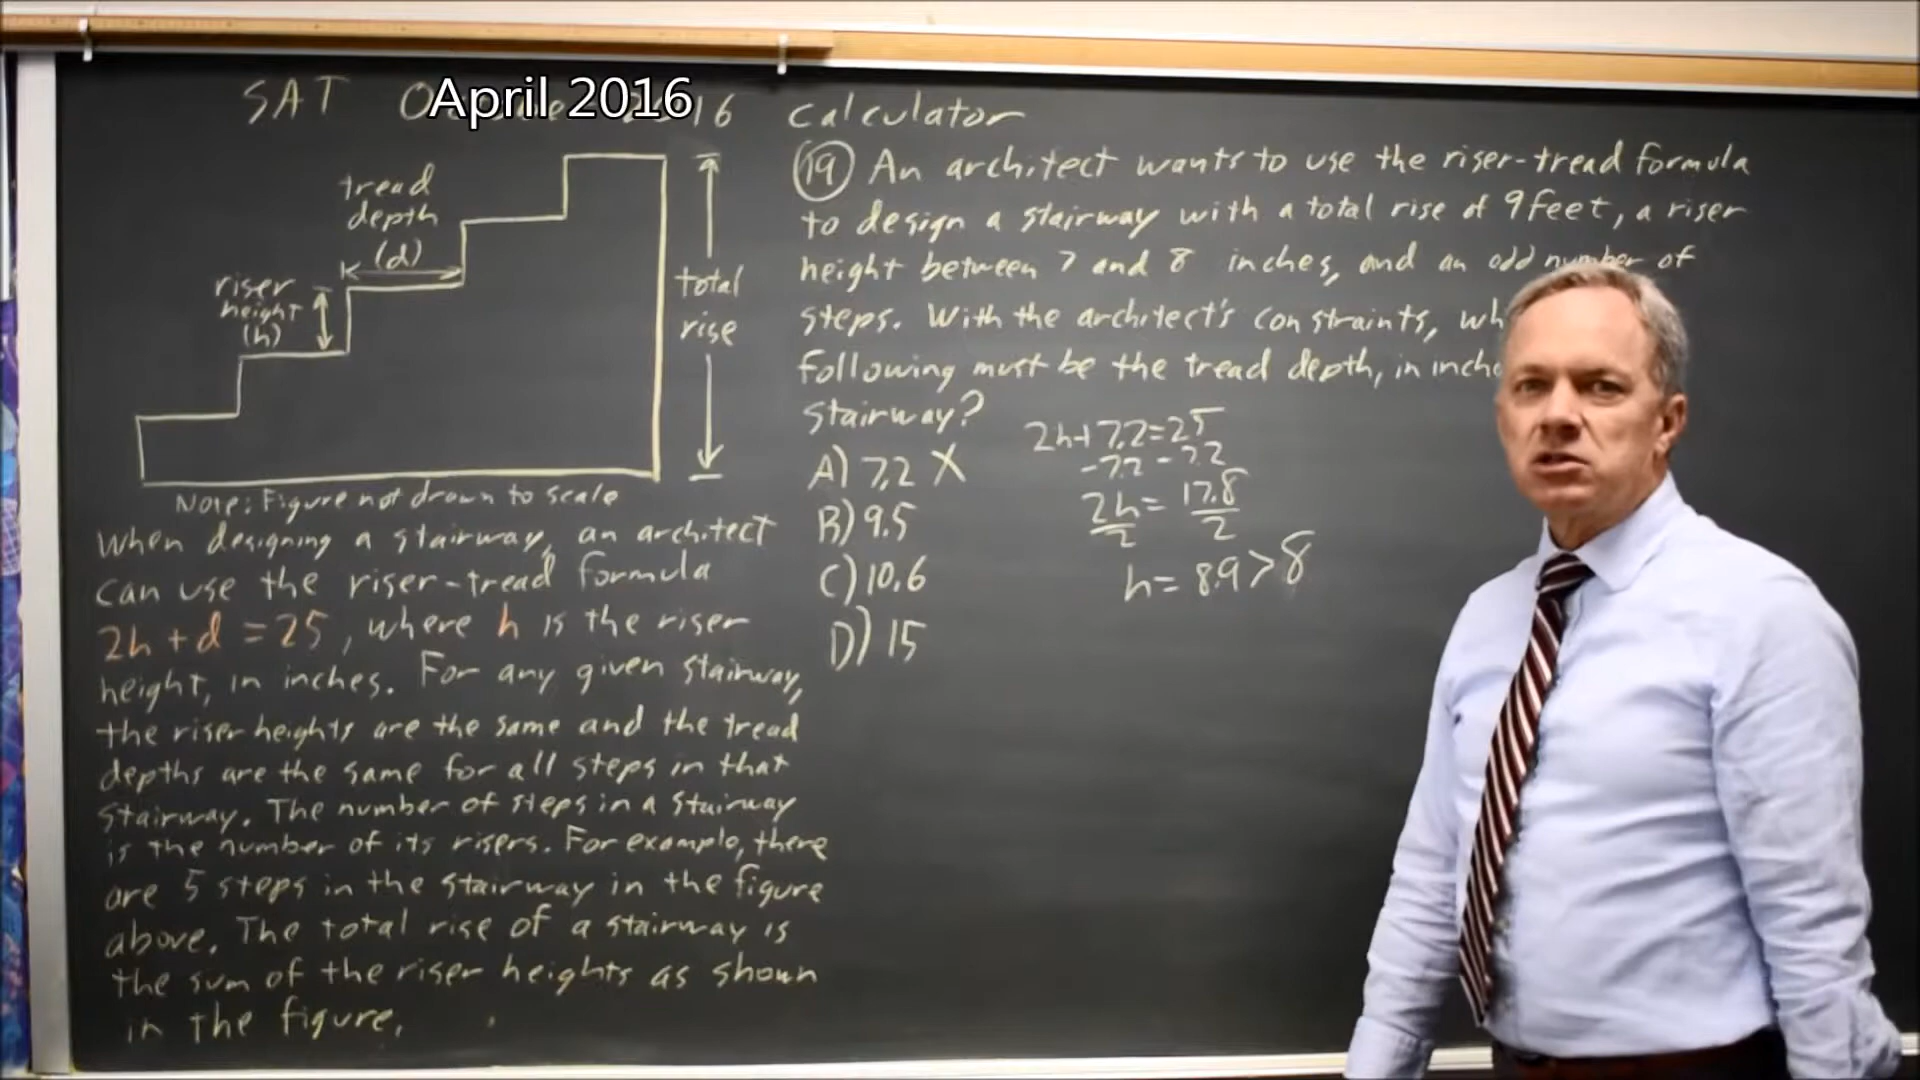 April 2016
SAT 16
Calculator
tread
depth
(d)
riser
height
(h)
total
rise
Note: Figure not drawn to scale
When designing a stairway, an architect
can use the riser-tread formula
2h + d = 25, where h is the riser
height, in inches. For any given stairway,
the riser heights are the same and the tread
depths are the same for all steps in that
stairway. The number of steps in a stairway
is the number of its risers. For example, there
are 5 steps in the stairway in the figure
above. The total rise of a stairway is
the sum of the riser heights as shown
in the figure.
19 An architect wants to use the riser-tread formula
to design a stairway with a total rise of 9 feet, a riser
height between 7 and 8 inches, and an odd number of
steps. With the architect's constraints,
following must be the tread depth, in
stairway?
A) 7.2 X
B) 9.5
C) 10.6
D) 15
2h+7.2=25
-7.2 -7.2
2h = 17.8
2 2
h = 8.9 > 8